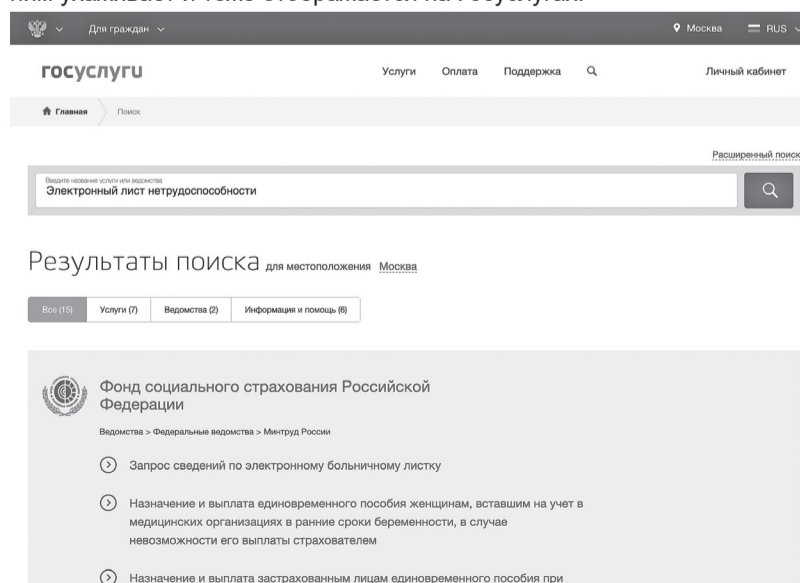 Для граждан
Москва RUS
госуслуги
Услуги Оплата Поддержка
Личный кабинет
Главная Поиск
Расширенный поиск
Введите название услуги или ведомства
Электронный лист нетрудоспособности
Результаты поиска для местоположения Москва
Все (15) Услуги (7) Ведомства (2) Информация и помощь (6)
Фонд социального страхования Российской
Федерации
Ведомства > Федеральные ведомства > Минтруд России
Запрос сведений по электронному больничному листку
Назначение и выплата единовременного пособия женщинам, вставшим на учет в
медицинских организациях в ранние сроки беременности, в случае
невозможности его выплаты страхователем
Назначение и выплата застрахованным лицам единовременного пособия при